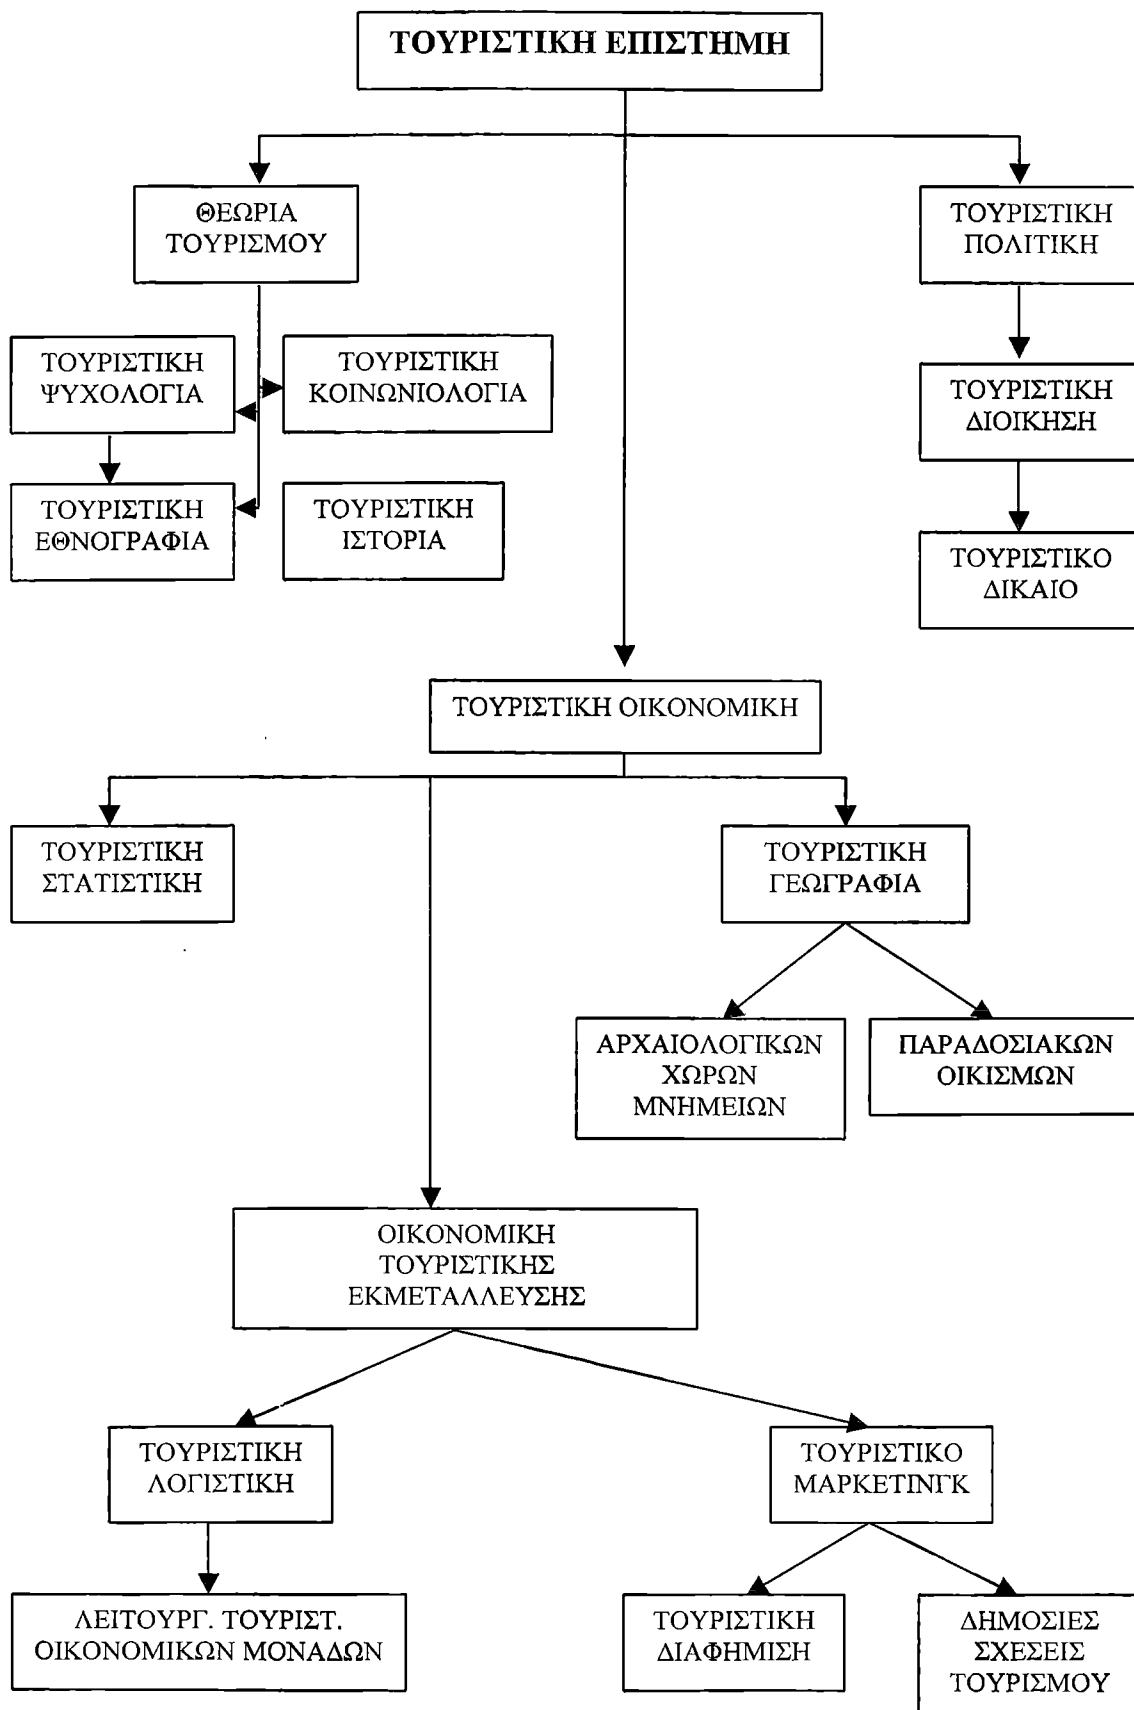 ΤΟΥΡΙΣΤΙΚΗ ΕΠΙΣΤΗΜΗ
ΘΕΩΡΙΑ
ΤΟΥΡΙΣΜΟΥ
ΤΟΥΡΙΣΤΙΚΗ
ΠΟΛΙΤΙΚΗ
ΤΟΥΡΙΣΤΙΚΗ
ΨΥΧΟΛΟΓΙΑ
ΤΟΥΡΙΣΤΙΚΗ
ΚΟΙΝΩΝΙΟΛΟΓΙΑ
ΤΟΥΡΙΣΤΙΚΗ
ΔΙΟΙΚΗΣΗ
ΤΟΥΡΙΣΤΙΚΗ
ΕΘΝΟΓΡΑΦΙΑ
ΤΟΥΡΙΣΤΙΚΗ
ΙΣΤΟΡΙΑ
ΤΟΥΡΙΣΤΙΚΟ
ΔΙΚΑΙΟ
ΤΟΥΡΙΣΤΙΚΗ ΟΙΚΟΝΟΜΙΚΗ
ΤΟΥΡΙΣΤΙΚΗ
ΣΤΑΤΙΣΤΙΚΗ
ΤΟΥΡΙΣΤΙΚΗ
ΓΕΩΓΡΑΦΙΑ
ΑΡΧΑΙΟΛΟΓΙΚΩΝ
ΧΩΡΩΝ
ΜΝΗΜΕΙΩΝ
ΠΑΡΑΔΟΣΙΑΚΩΝ
ΟΙΚΙΣΜΩΝ
ΟΙΚΟΝΟΜΙΚΗ
ΤΟΥΡΙΣΤΙΚΗΣ
ΕΚΜΕΤΑΛΛΕΥΣΗΣ
ΤΟΥΡΙΣΤΙΚΗ
ΛΟΓΙΣΤΙΚΗ
ΤΟΥΡΙΣΤΙΚΟ
ΜΑΡΚΕΤΙΝΓΚ
ΛΕΙΤΟΥΡΓ. ΤΟΥΡΙΣΤ.
ΟΙΚΟΝΟΜΙΚΩΝ ΜΟΝΑΔΩΝ
ΤΟΥΡΙΣΤΙΚΗ
ΔΙΑΦΗΜΙΣΗ
ΔΗΜΟΣΙΕΣ
ΣΧΕΣΕΙΣ
ΤΟΥΡΙΣΜΟΥ